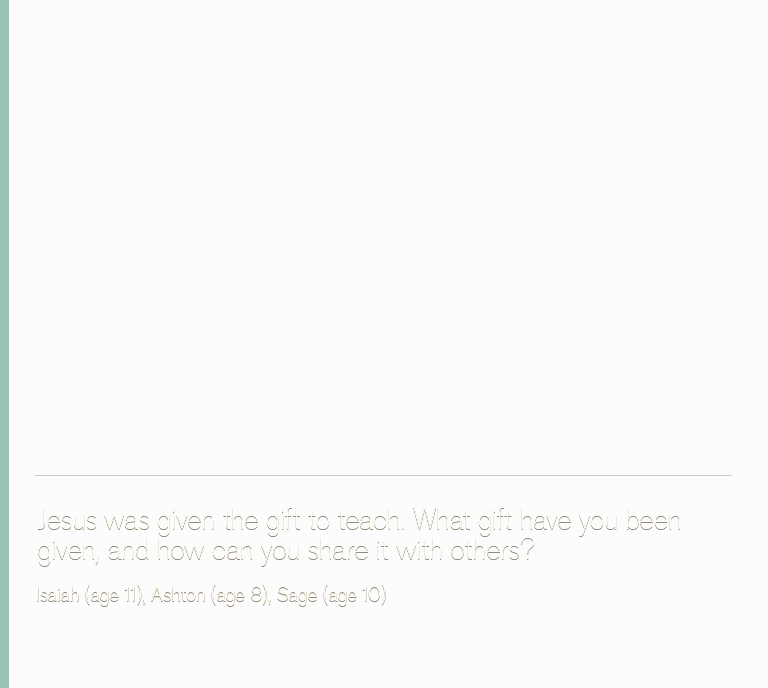 Jesus was given the gift to teach. What gift have you been
given, and how can you share it with others?
Isaiah (age 11), Ashton (age 8), Sage (age 10)